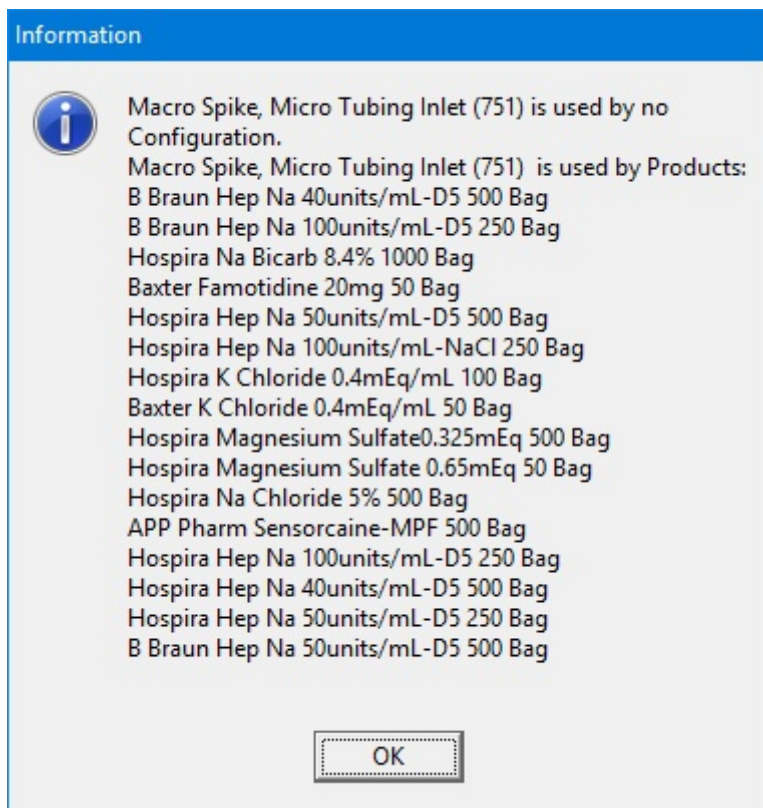 Information
Macro Spike, Micro Tubing Inlet (751) is used by no
Configuration.
Macro Spike, Micro Tubing Inlet (751)  is used by Products:
B Braun Hep Na 40units/mL-D5 500 Bag
B Braun Hep Na 100units/mL-D5 250 Bag
Hospira Na Bicarb 8.4% 1000 Bag
Baxter Famotidine 20mg 50 Bag
Hospira Hep Na 50units/mL-D5 500 Bag
Hospira Hep Na 100units/mL-NaCl 250 Bag
Hospira K Chloride 0.4mEq/mL 100 Bag
Baxter K Chloride 0.4mEq/mL 50 Bag
Hospira Magnesium Sulfate0.325mEq 500 Bag
Hospira Magnesium Sulfate 0.65mEq 50 Bag
Hospira Na Chloride 5% 500 Bag
APP Pharm Sensorcaine-MPF 500 Bag
Hospira Hep Na 100units/mL-D5 250 Bag
Hospira Hep Na 40units/mL-D5 500 Bag
Hospira Hep Na 50units/mL-D5 250 Bag
B Braun Hep Na 50units/mL-D5 500 Bag
OK